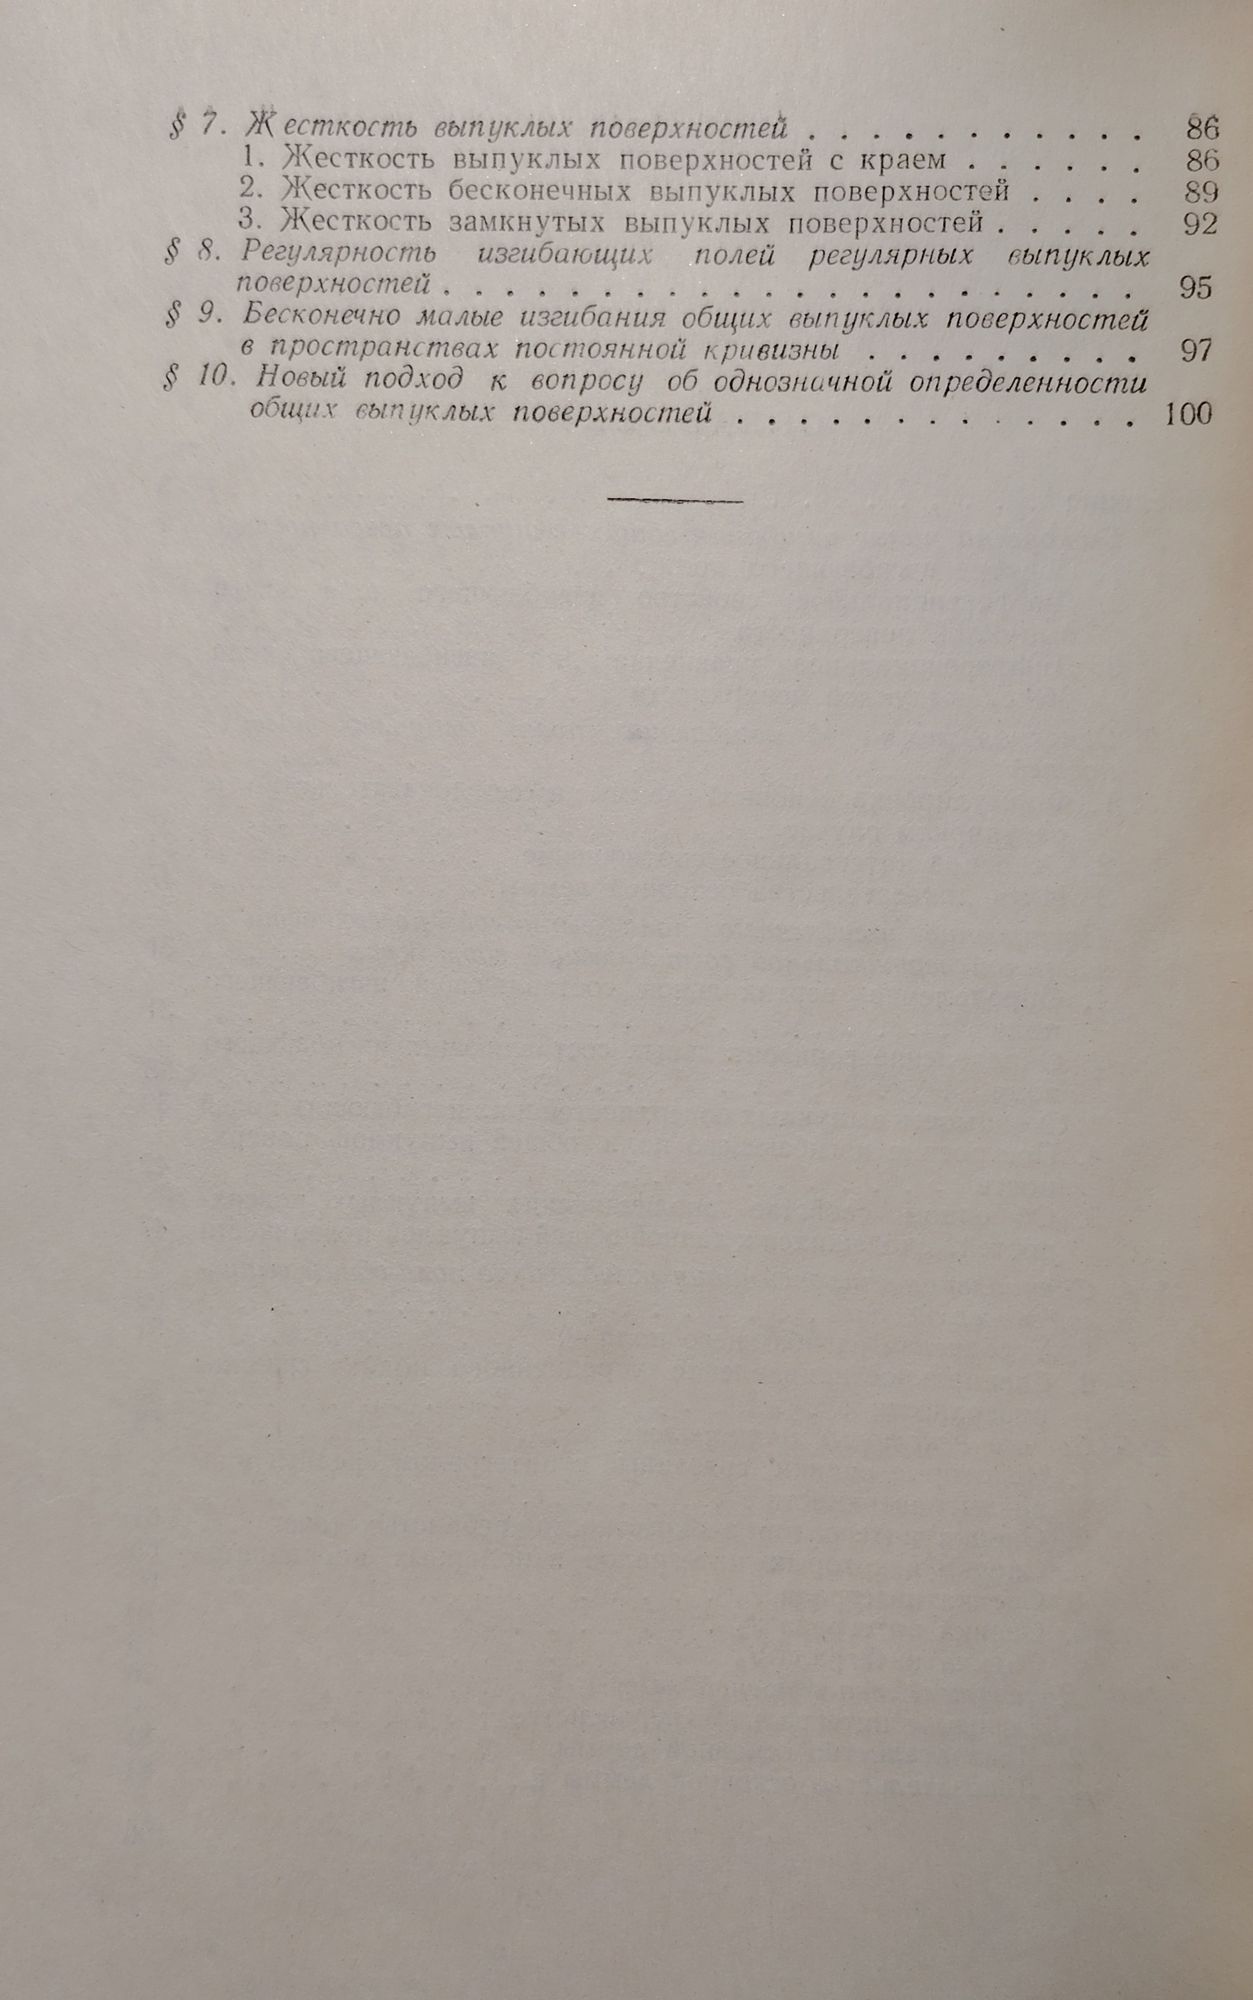 § 7. Жесткость выпуклых поверхностей . . . . . . . . . . . 86
1. Жесткость выпуклых поверхностей с краем . . . . . . 86
2. Жесткость бесконечных выпуклых поверхностей . . . . 89
3. Жесткость замкнутых выпуклых поверхностей . . . . . 92
§ 8. Регулярность изгибающих полей регулярных выпуклых
поверхностей . . . . . . . . . . . . . . . . . . . . . . 95
§ 9. Бесконечно малые изгибания общих выпуклых поверхностей
в пространствах постоянной кривизны . . . . . . . . . 97
§ 10. Новый подход к вопросу об однозначной определенности
общих выпуклых поверхностей . . . . . . . . . . . . . 100